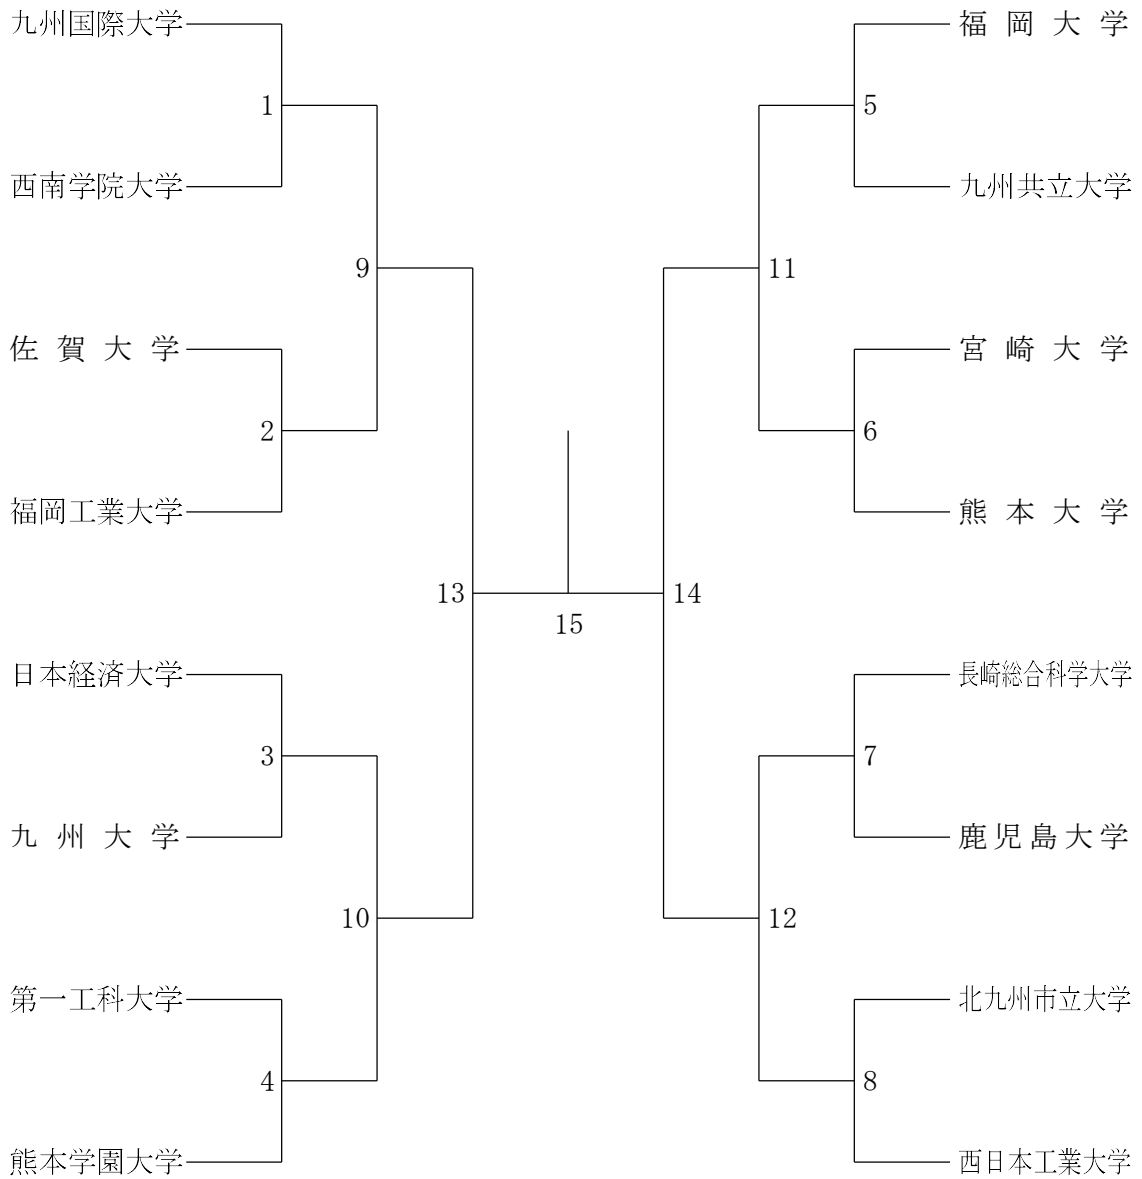 九州国際大学
1
西南学院大学
9
佐賀大学
2
福岡工業大学
13
日本経済大学
3
九州大学
10
第一工科大学
4
熊本学園大学
15
福岡大学
5
九州共立大学
11
宮崎大学
6
熊本大学
14
長崎総合科学大学
7
鹿児島大学
12
北九州市立大学
8
西日本工業大学